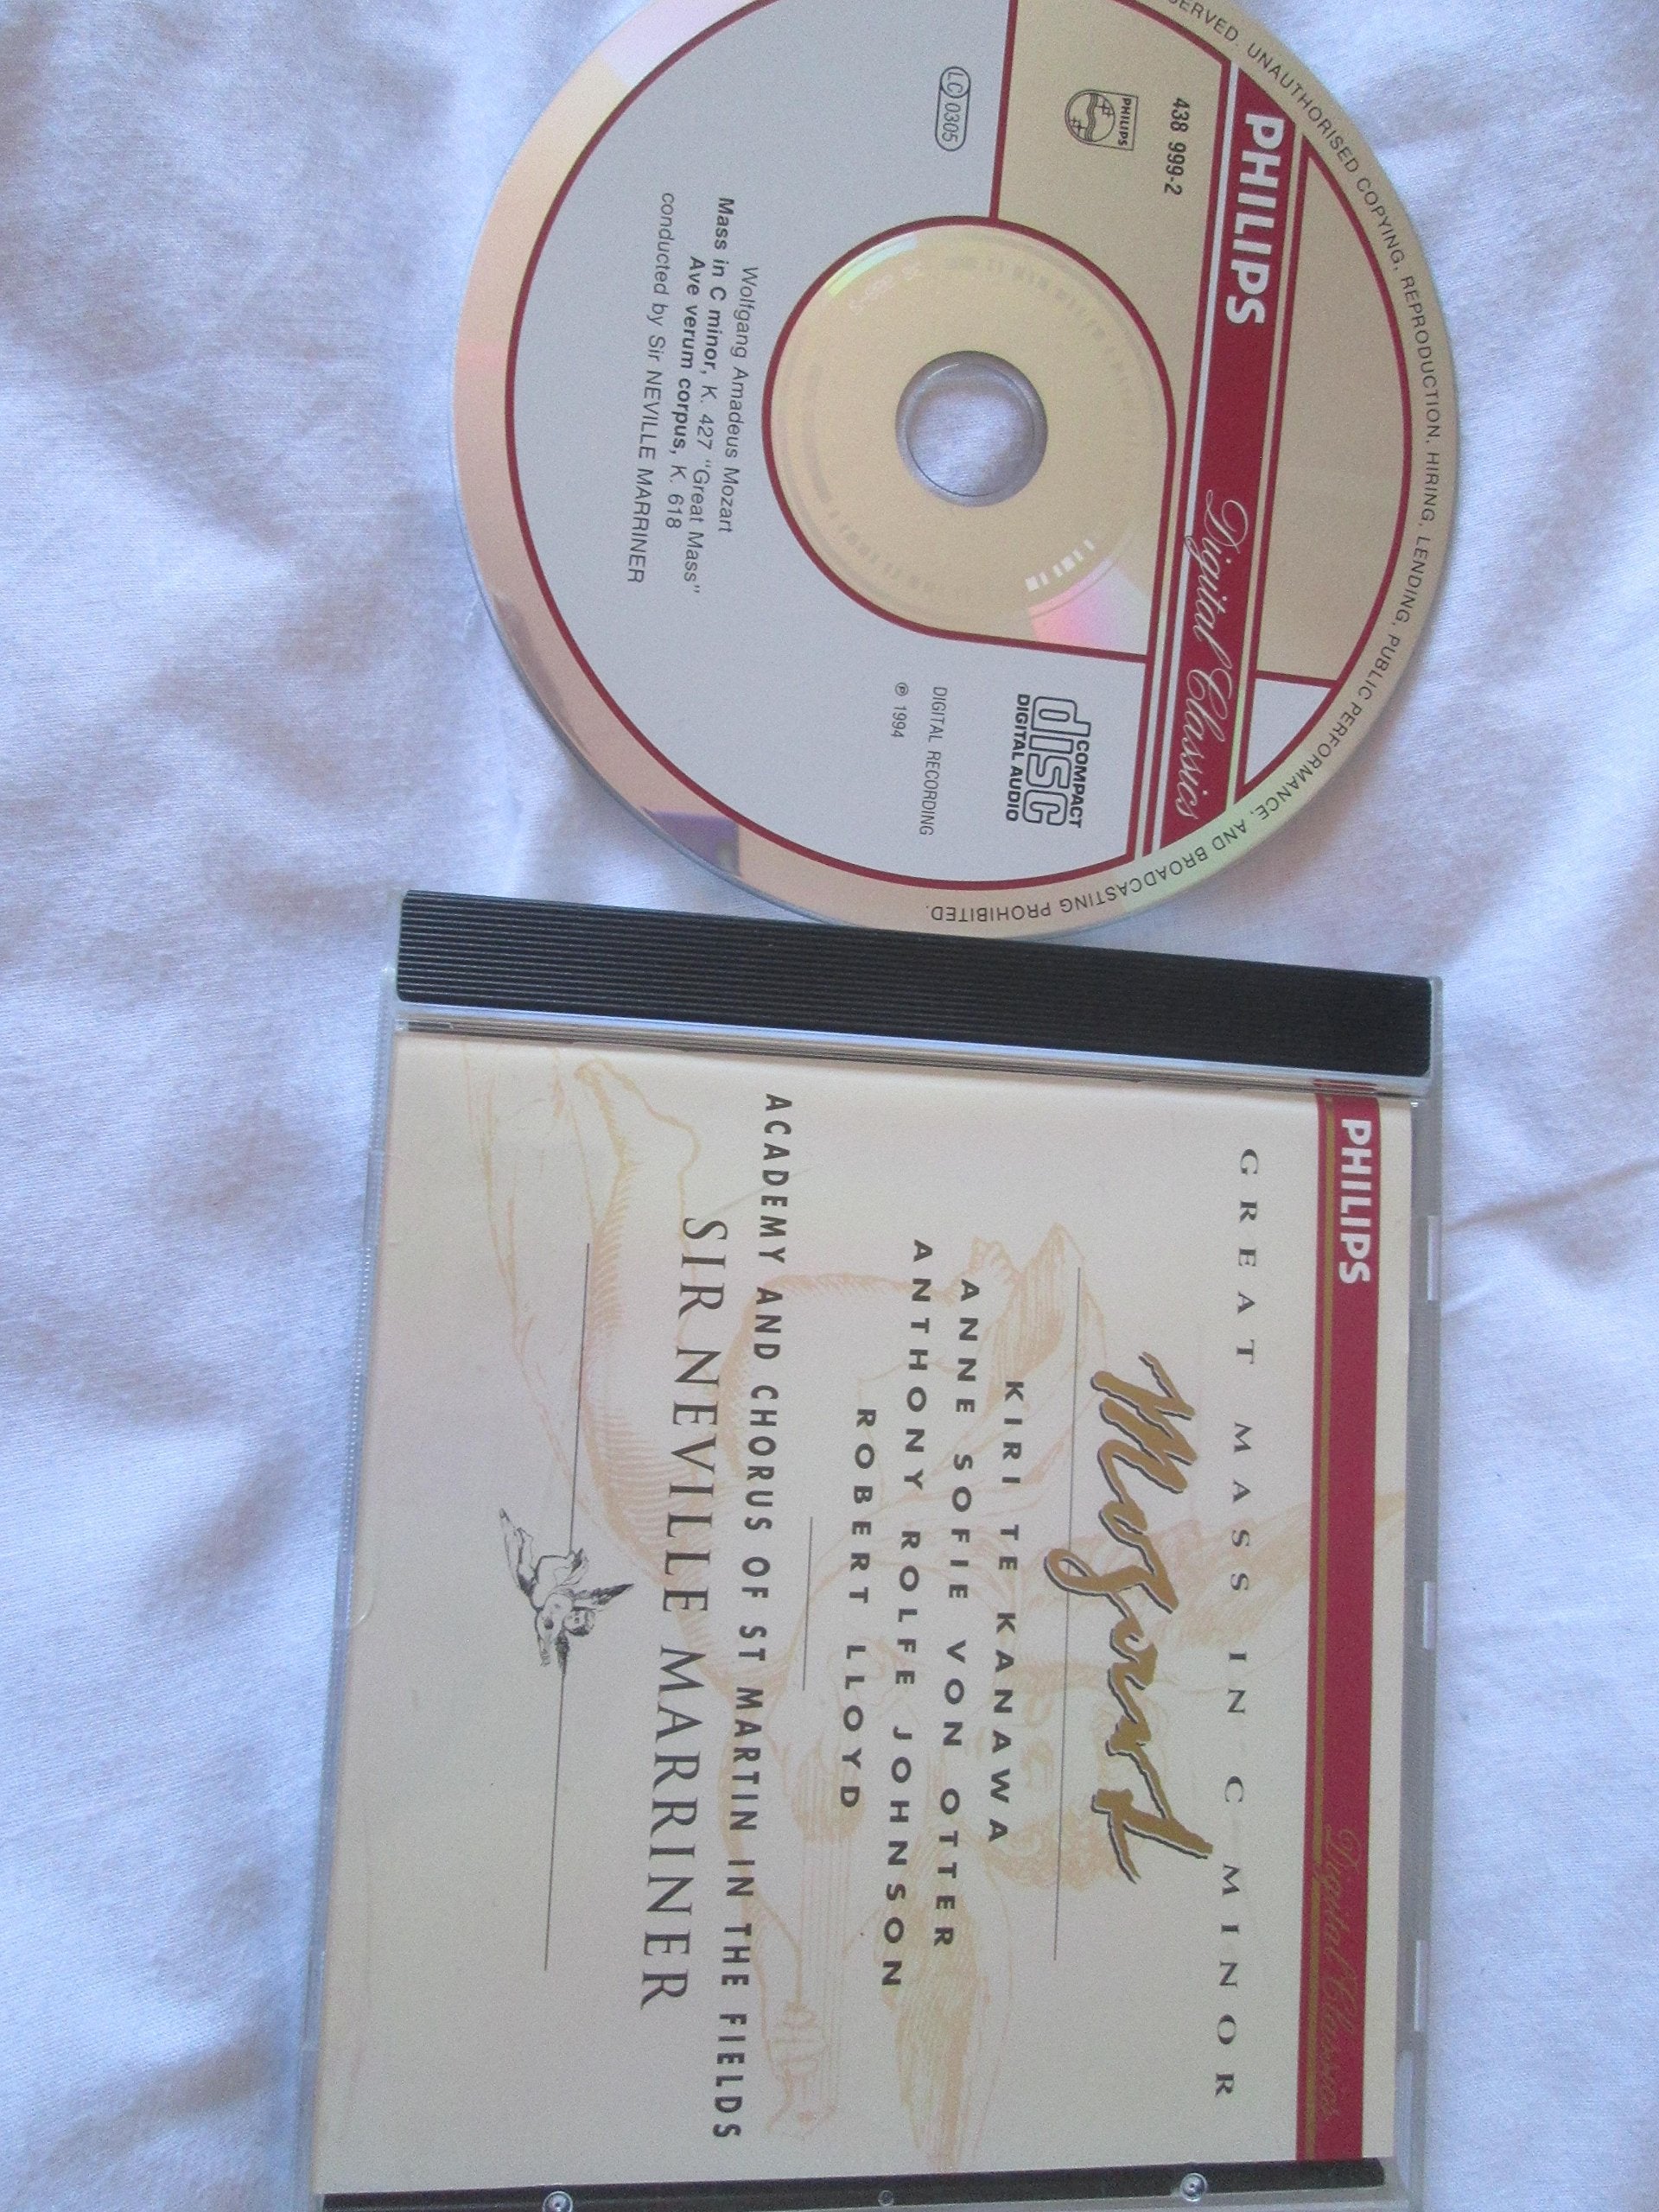 SERVED. UNAUTHORISED COPYING, REPRODUCTION, HIRING, LENDING, PUBLIC PERFORMANCE, AND BROADCASTING PROHIBITED.
PHILIPS Digital Classics
438 999-2
PHILIPS
COMPACT
disc
DIGITAL AUDIO
LC 0305
DIGITAL RECORDING
℗ 1994
Wolfgang Amadeus Mozart
Mass in C minor, K. 427 "Great Mass"
Ave verum corpus, K. 618
conducted by Sir NEVILLE MARRINER
PHILIPS Digital Classics
GREAT MASS IN C MINOR
Mozart
KIRI TE KANAWA
ANNE SOFIE VON OTTER
ANTHONY ROLFE JOHNSON
ROBERT LLOYD
ACADEMY AND CHORUS OF ST MARTIN IN THE FIELDS
SIR NEVILLE MARRINER